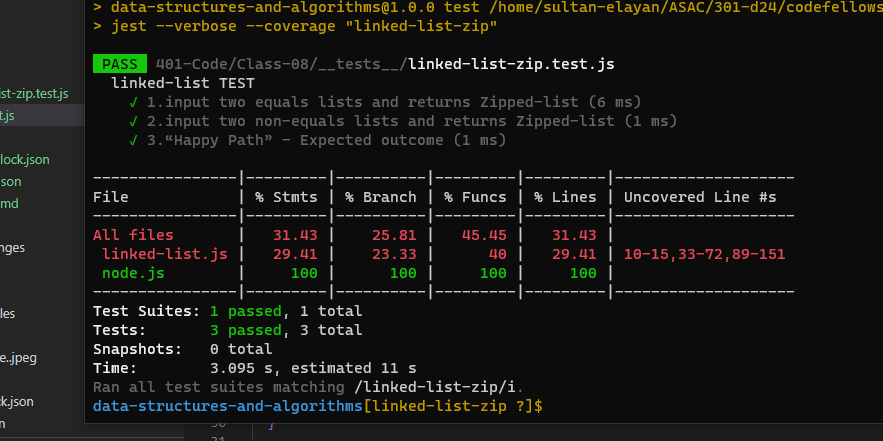 > data-structures-and-algorithms@1.0.0 test /home/sultan-elayan/ASAC/301-d24/codefellows
> jest --verbose --coverage "linked-list-zip"
PASS 401-Code/Class-08/__tests__/linked-list-zip.test.js
linked-list TEST
✓ 1.input two equals lists and returns Zipped-list (6 ms)
✓ 2.input two non-equals lists and returns Zipped-list (1 ms)
✓ 3.“Happy Path” - Expected outcome (1 ms)
----------------|---------|----------|---------|---------|--------------------
File | % Stmts | % Branch | % Funcs | % Lines | Uncovered Line #s
----------------|---------|----------|---------|---------|--------------------
All files | 31.43 | 25.81 | 45.45 | 31.43 |
linked-list.js | 29.41 | 23.33 | 40 | 29.41 | 10-15,33-72,89-151
node.js | 100 | 100 | 100 | 100 |
----------------|---------|----------|---------|---------|--------------------
Test Suites: 1 passed, 1 total
Tests: 3 passed, 3 total
Snapshots: 0 total
Time: 3.095 s, estimated 11 s
Ran all test suites matching /linked-list-zip/i.
data-structures-and-algorithms[linked-list-zip ?]$
st-zip.test.js
t.js
lock.json
son
md
nges
les
e..jpeg
ck.json
n
}